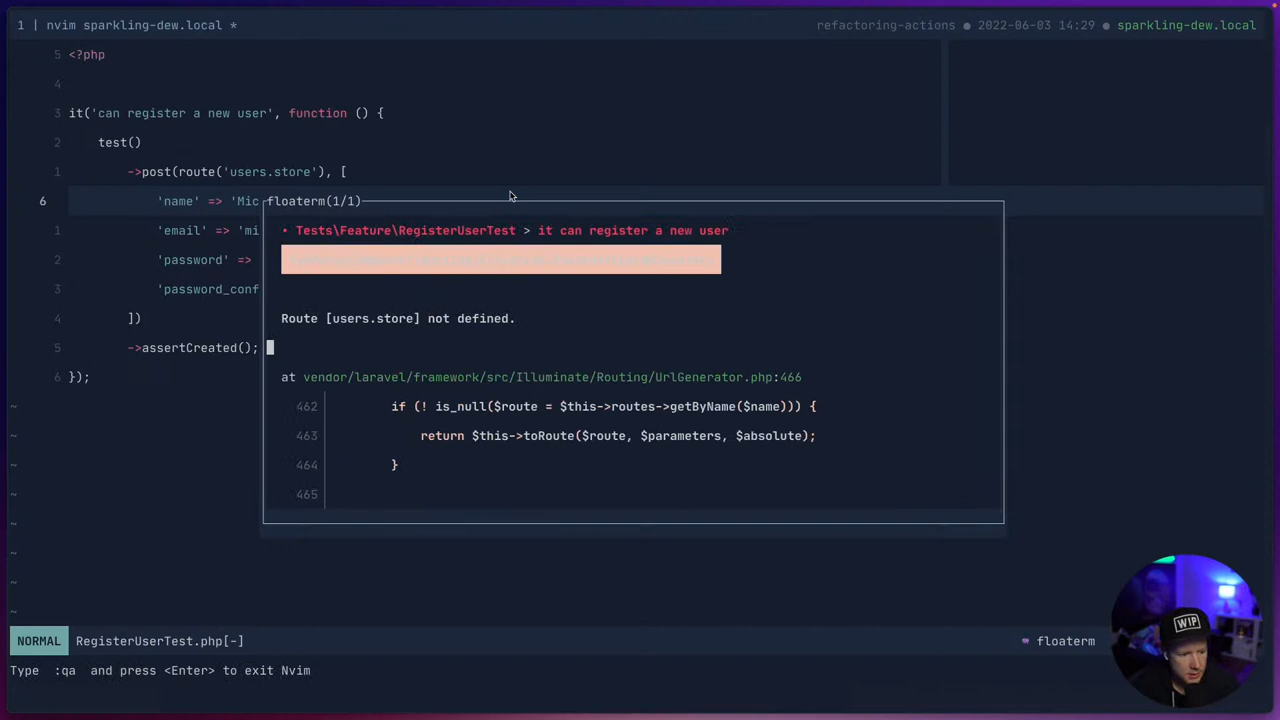 1 | nvim sparkling-dew.local *
refactoring-actions ● 2022-06-03 14:29 ● sparkling-dew.local
5 <?php
4
3 it('can register a new user', function () {
2 test()
1 ->post(route('users.store'), [
6 'name' => 'Mic
1 'email' => 'mi
2 'password' =>
3 'password_conf
4 ])
5 ->assertCreated();
6 });
~
~
~
~
~
~
~
~
floaterm(1/1)
• Tests\Feature\RegisterUserTest > it can register a new user
Route [users.store] not defined.
at vendor/laravel/framework/src/Illuminate/Routing/UrlGenerator.php:466
462 if (! is_null($route = $this->routes->getByName($name))) {
463 return $this->toRoute($route, $parameters, $absolute);
464 }
465
NORMAL RegisterUserTest.php[-]
floaterm
Type :qa and press <Enter> to exit Nvim
WIP